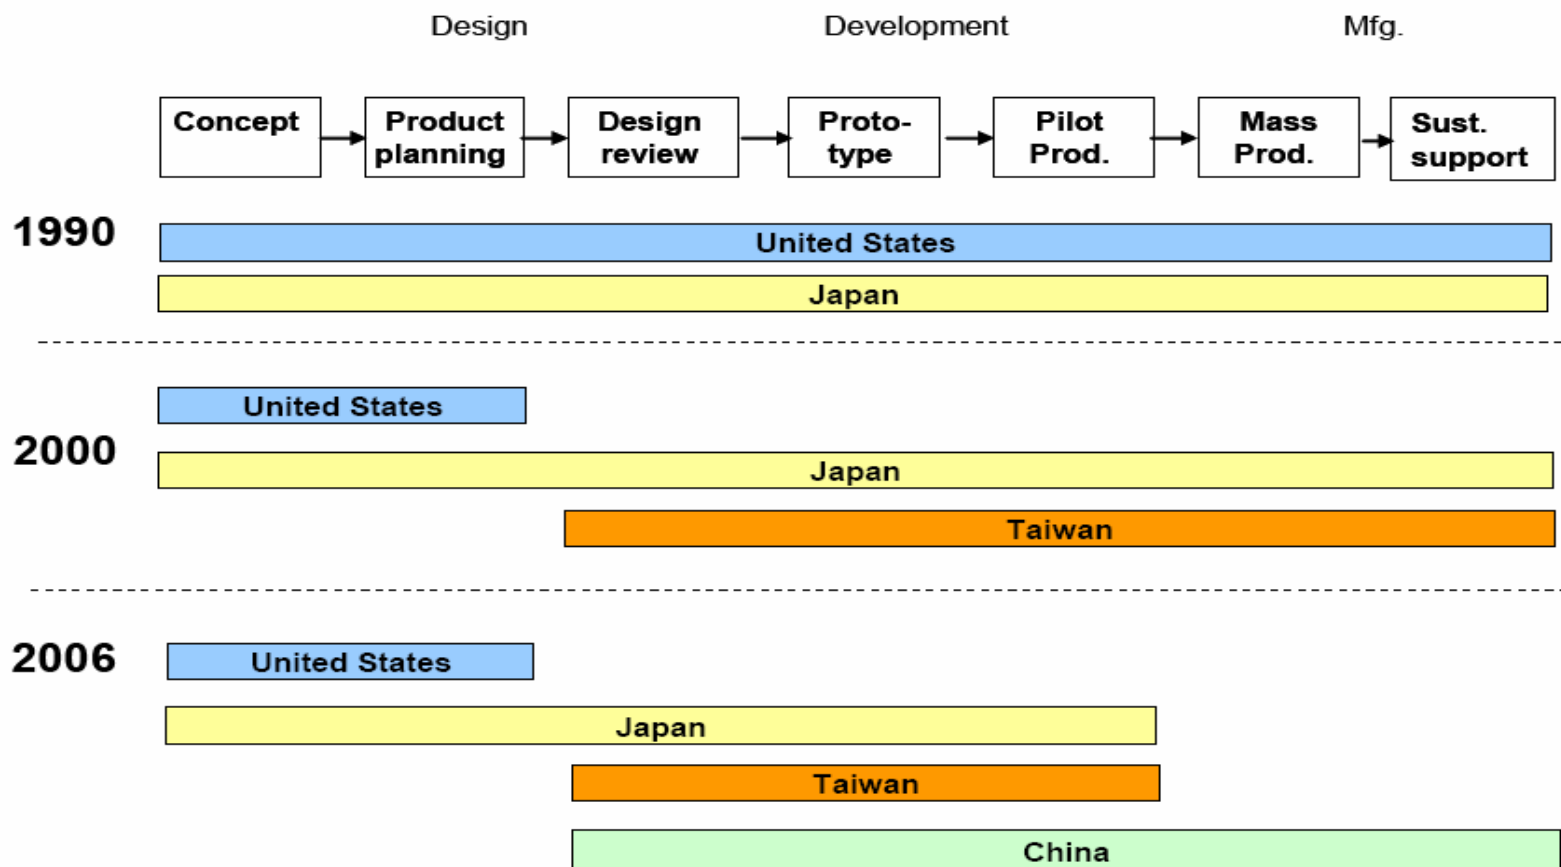 Design Development Mfg.
Concept
Product
planning
Design
review
Proto-
type
Pilot
Prod.
Mass
Prod.
Sust.
support
1990
United States
Japan
2000
United States
Japan
Taiwan
2006
United States
Japan
Taiwan
China